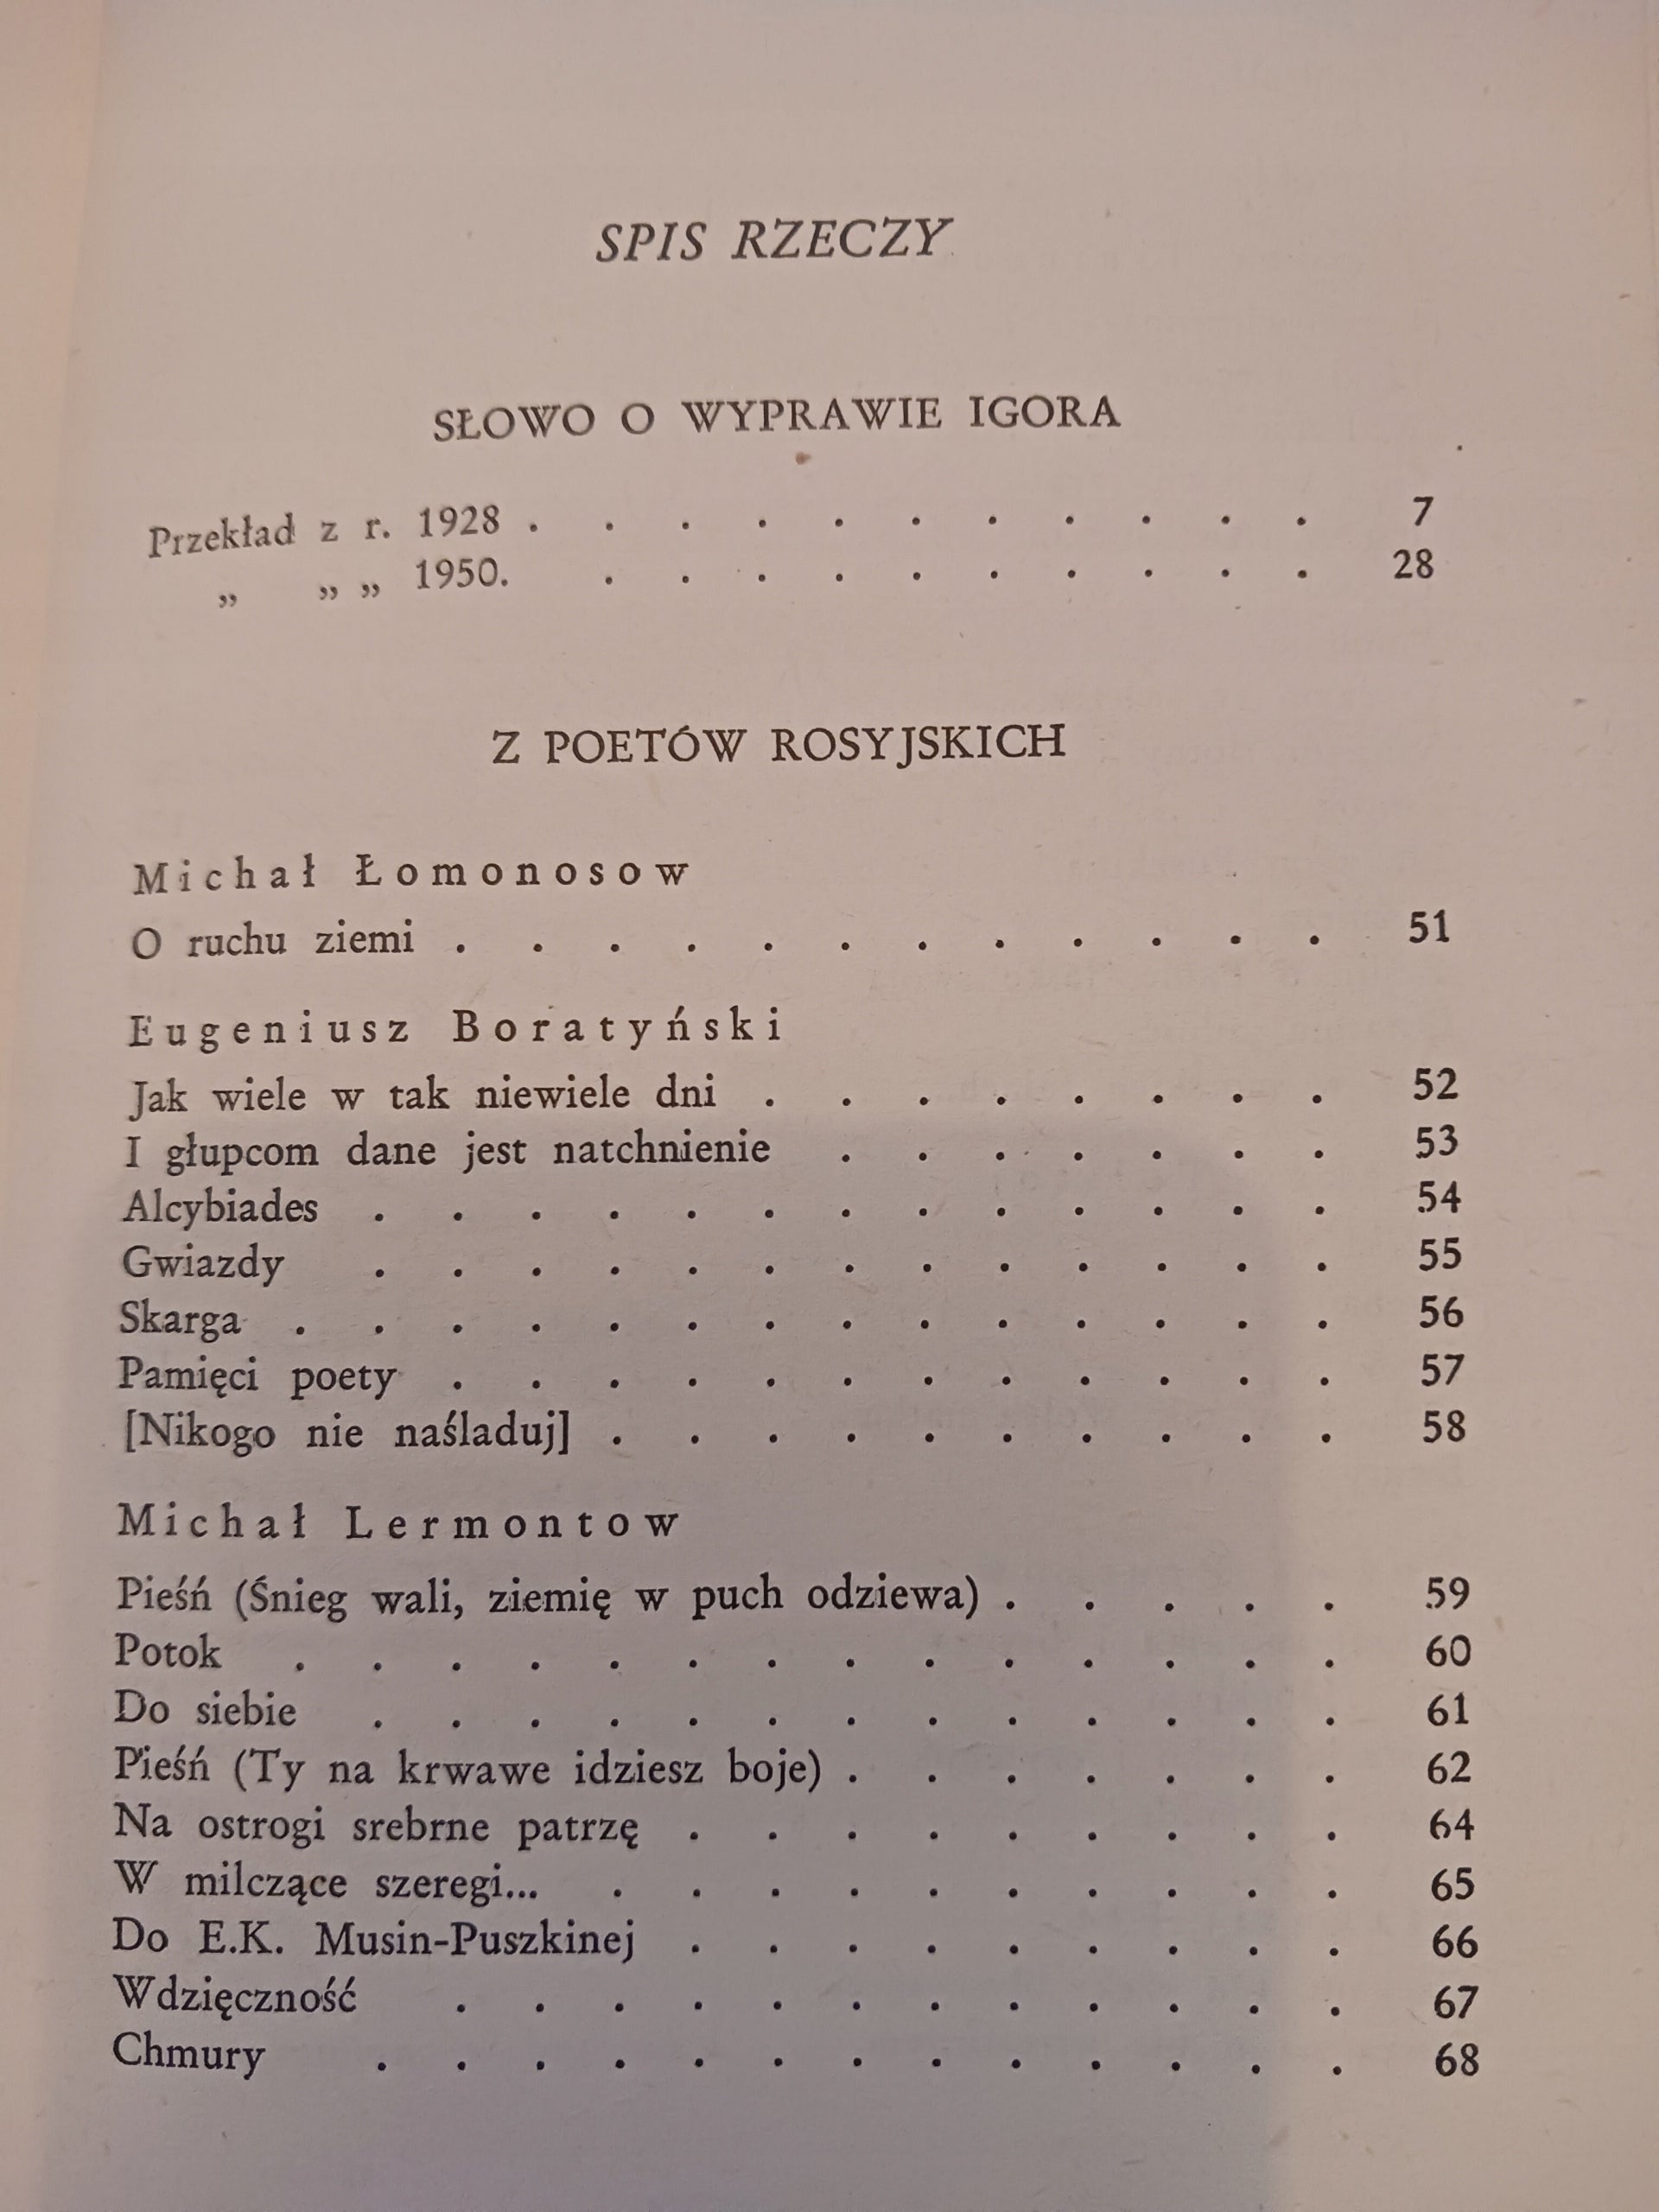 SPIS RZECZY
SŁOWO O WYPRAWIE IGORA
Przekład z r. 1928 . . . . . . . . . . . 7
„ „ „ 1950. . . . . . . . . . . 28
Z POETÓW ROSYJSKICH
Michał Łomonosow
O ruchu ziemi . . . . . . . . . . . . 51
Eugeniusz Boratyński
Jak wiele w tak niewiele dni . . . . . . . . 52
I głupcom dane jest natchnienie . . . . . . . 53
Alcybiades . . . . . . . . . . . . . 54
Gwiazdy . . . . . . . . . . . . . 55
Skarga . . . . . . . . . . . . . . 56
Pamięci poety . . . . . . . . . . . . 57
[Nikogo nie naśladuj] . . . . . . . . . . 58
Michał Lermontow
Pieśń (Śnieg wali, ziemię w puch odziewa) . . . . . 59
Potok . . . . . . . . . . . . . . 60
Do siebie . . . . . . . . . . . . . 61
Pieśń (Ty na krwawe idziesz boje) . . . . . . . 62
Na ostrogi srebrne patrzę . . . . . . . . . 64
W milczące szeregi... . . . . . . . . . . 65
Do E.K. Musin-Puszkinej . . . . . . . . . 66
Wdzięczność . . . . . . . . . . . . 67
Chmury . . . . . . . . . . . . . 68